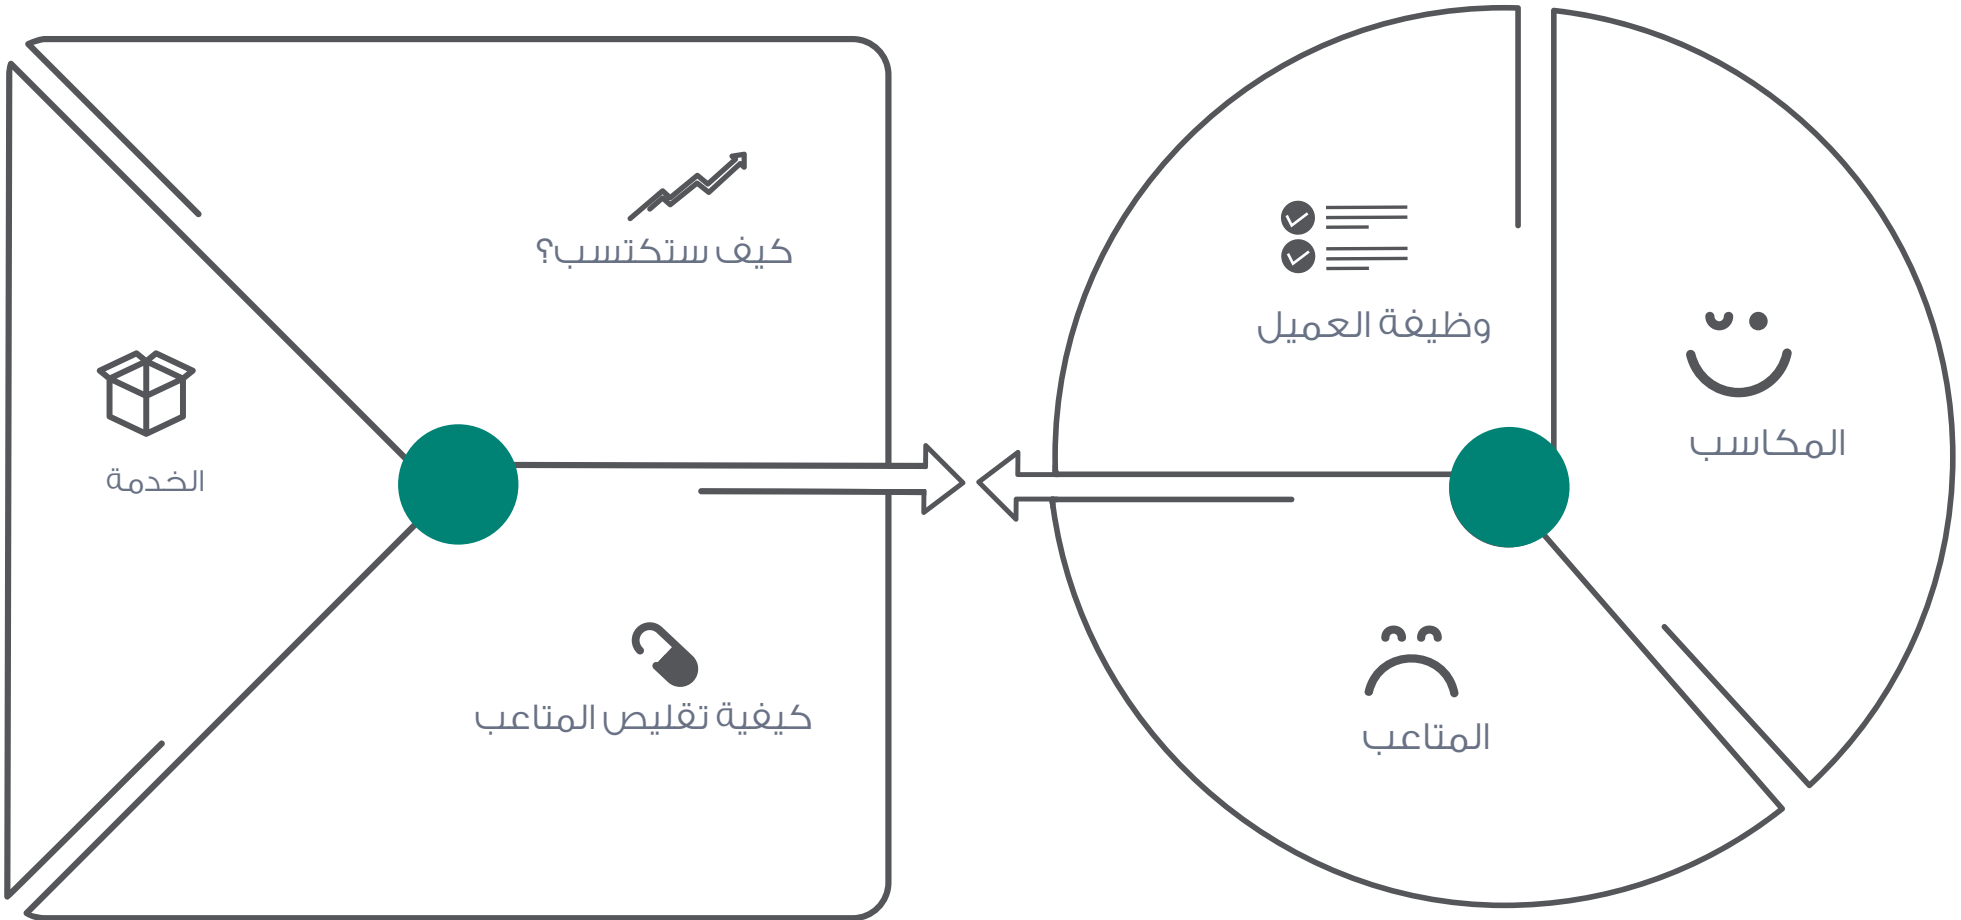 كيف ستكتسب؟
وظيفة العميل
المكاسب
الخدمة
كيفية تقليص المتاعب
المتاعب